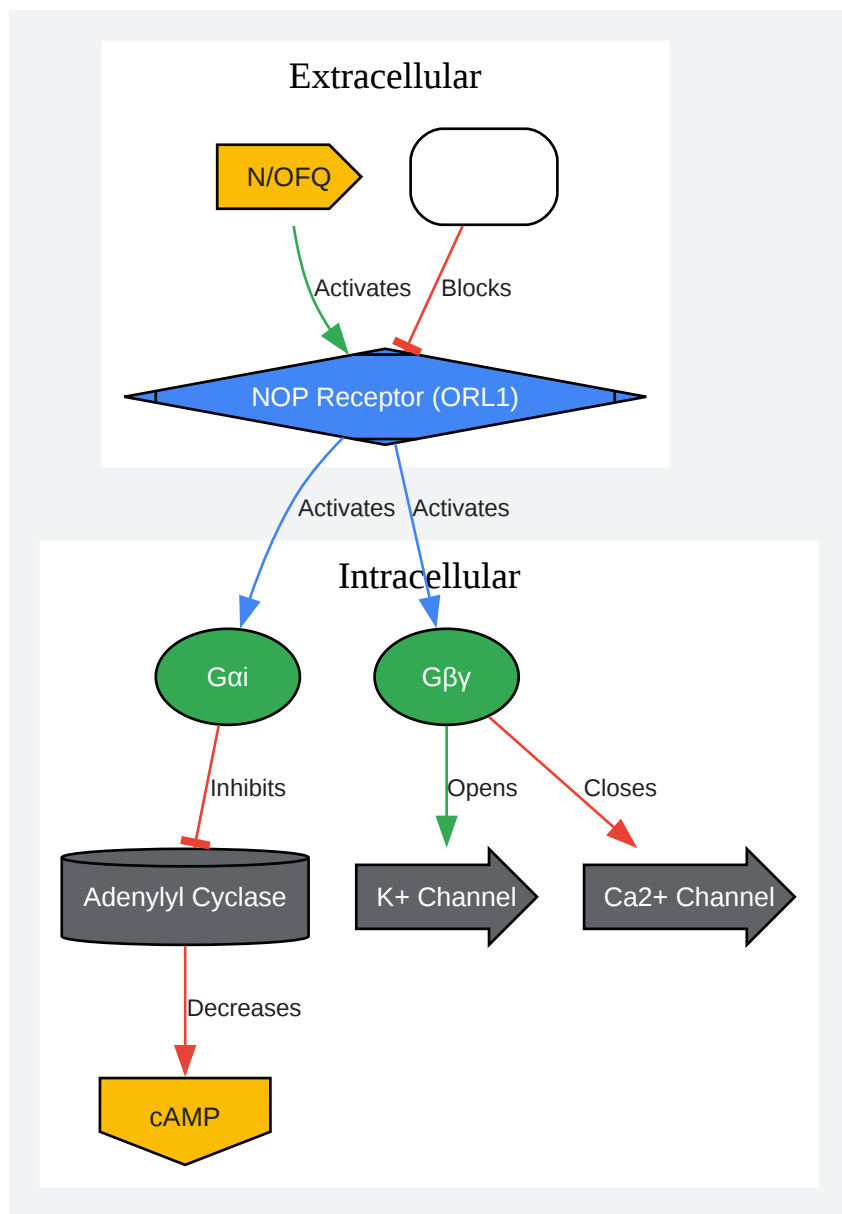 Extracellular
N/OFQ
Activates
Blocks
NOP Receptor (ORL1)
Activates
Activates
Intracellular
Gαi
Gβγ
Inhibits
Opens
Closes
Adenylyl Cyclase
K+ Channel
Ca2+ Channel
Decreases
cAMP